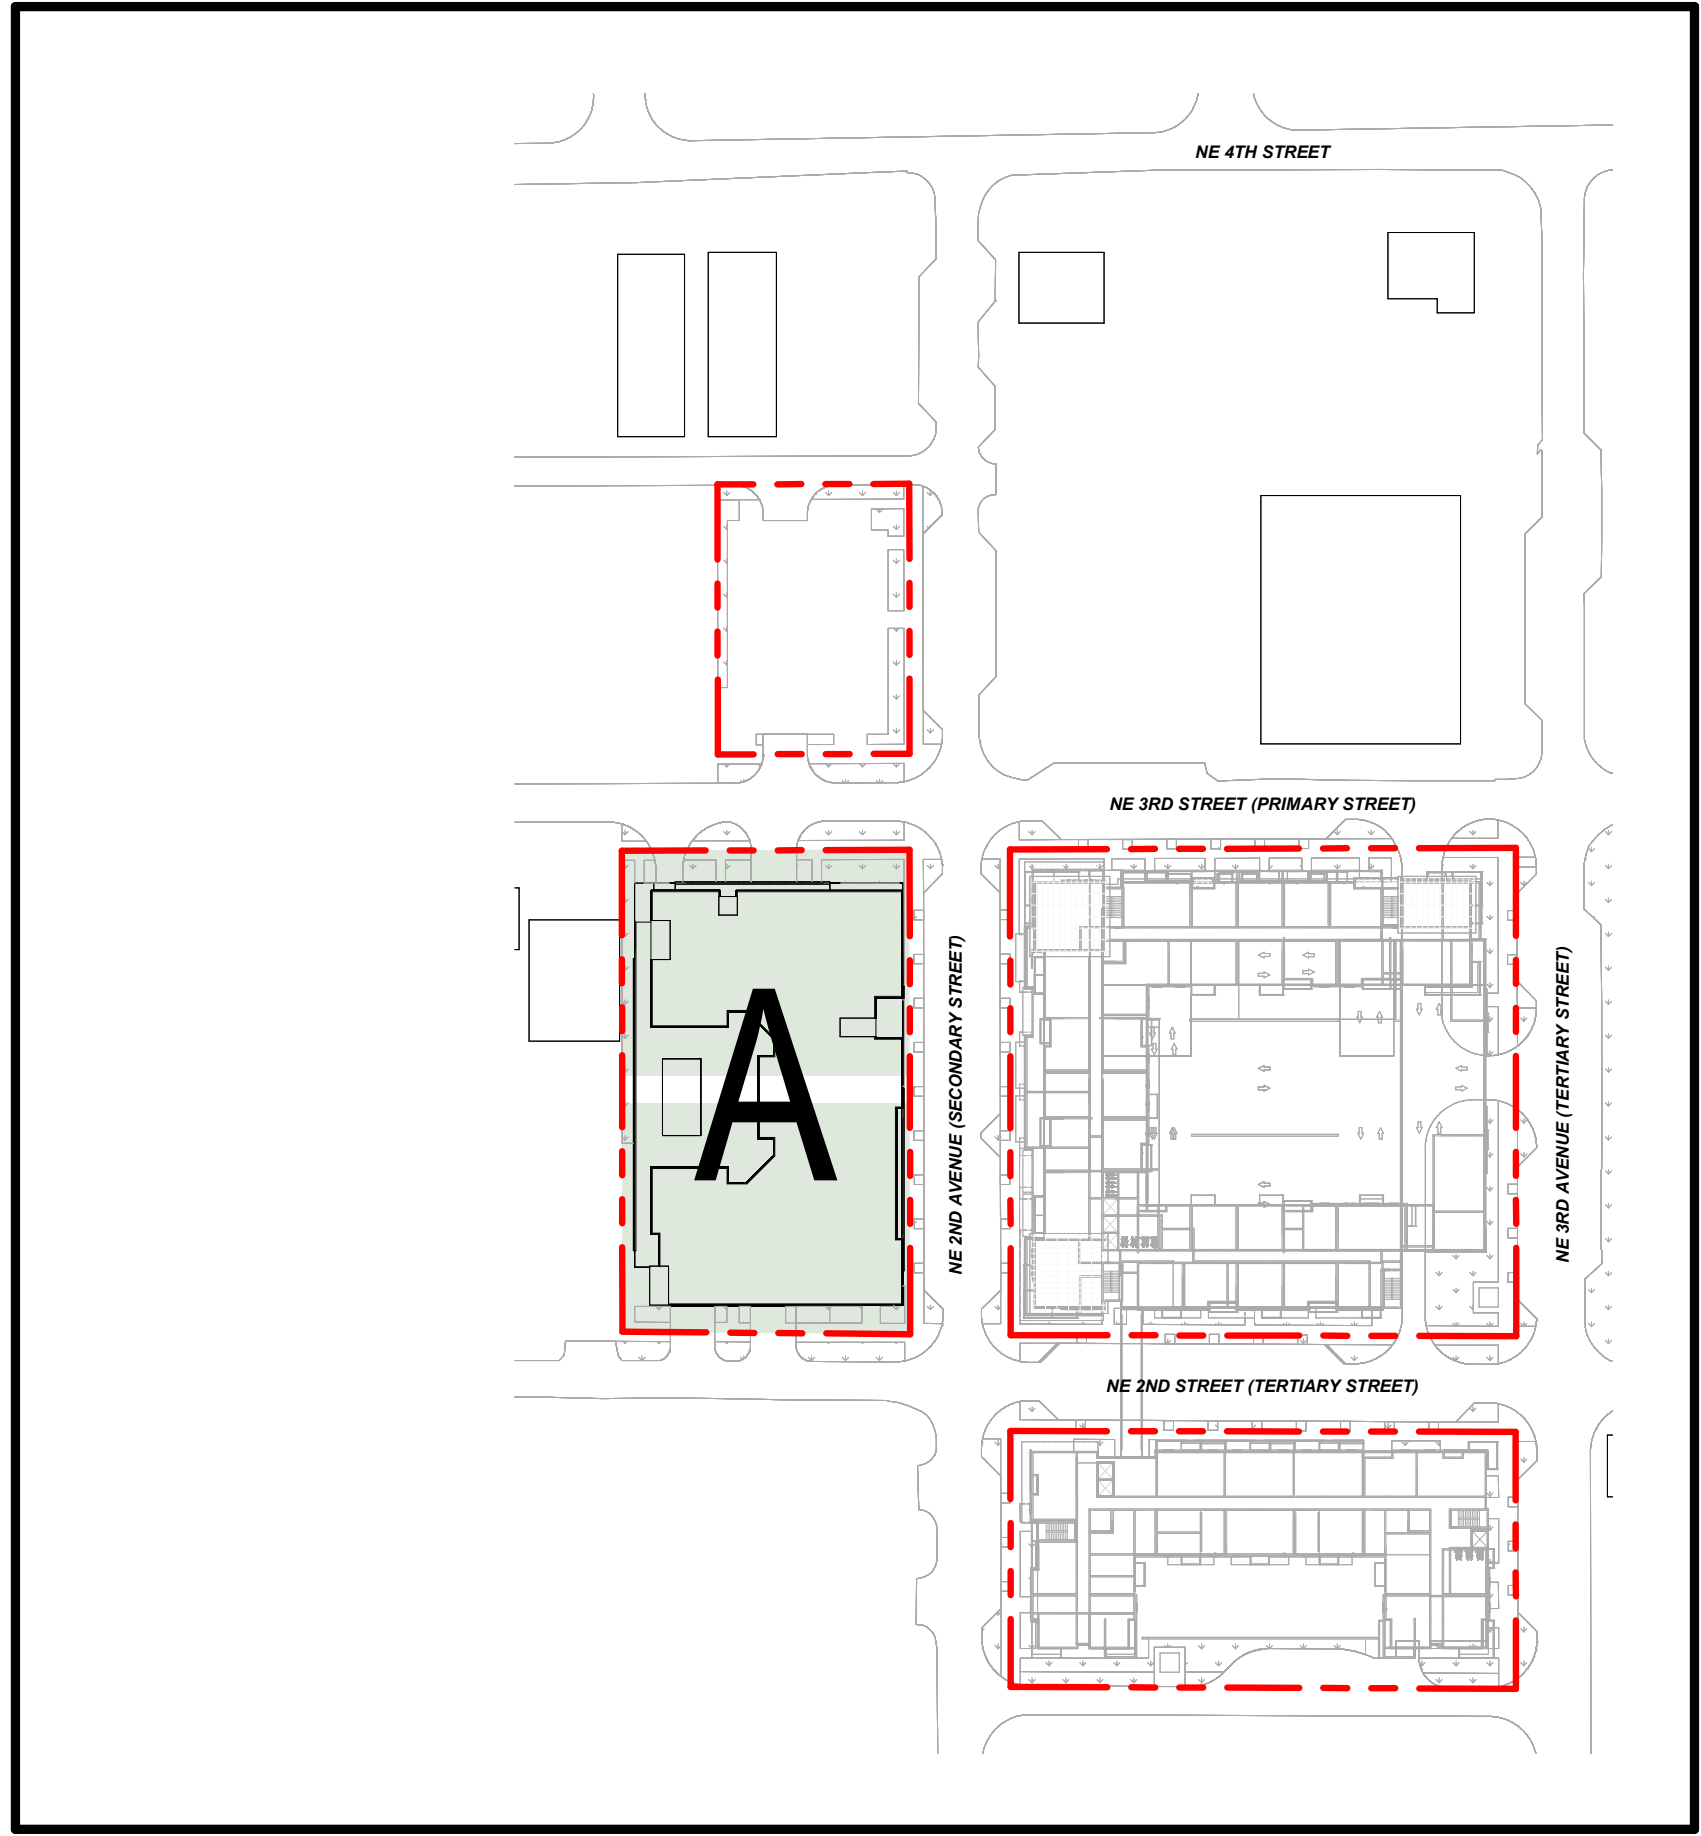 NE 4TH STREET
NE 3RD STREET (PRIMARY STREET)
A
NE 2ND AVENUE (SECONDARY STREET)
NE 3RD AVENUE (TERTIARY STREET)
NE 2ND STREET (TERTIARY STREET)